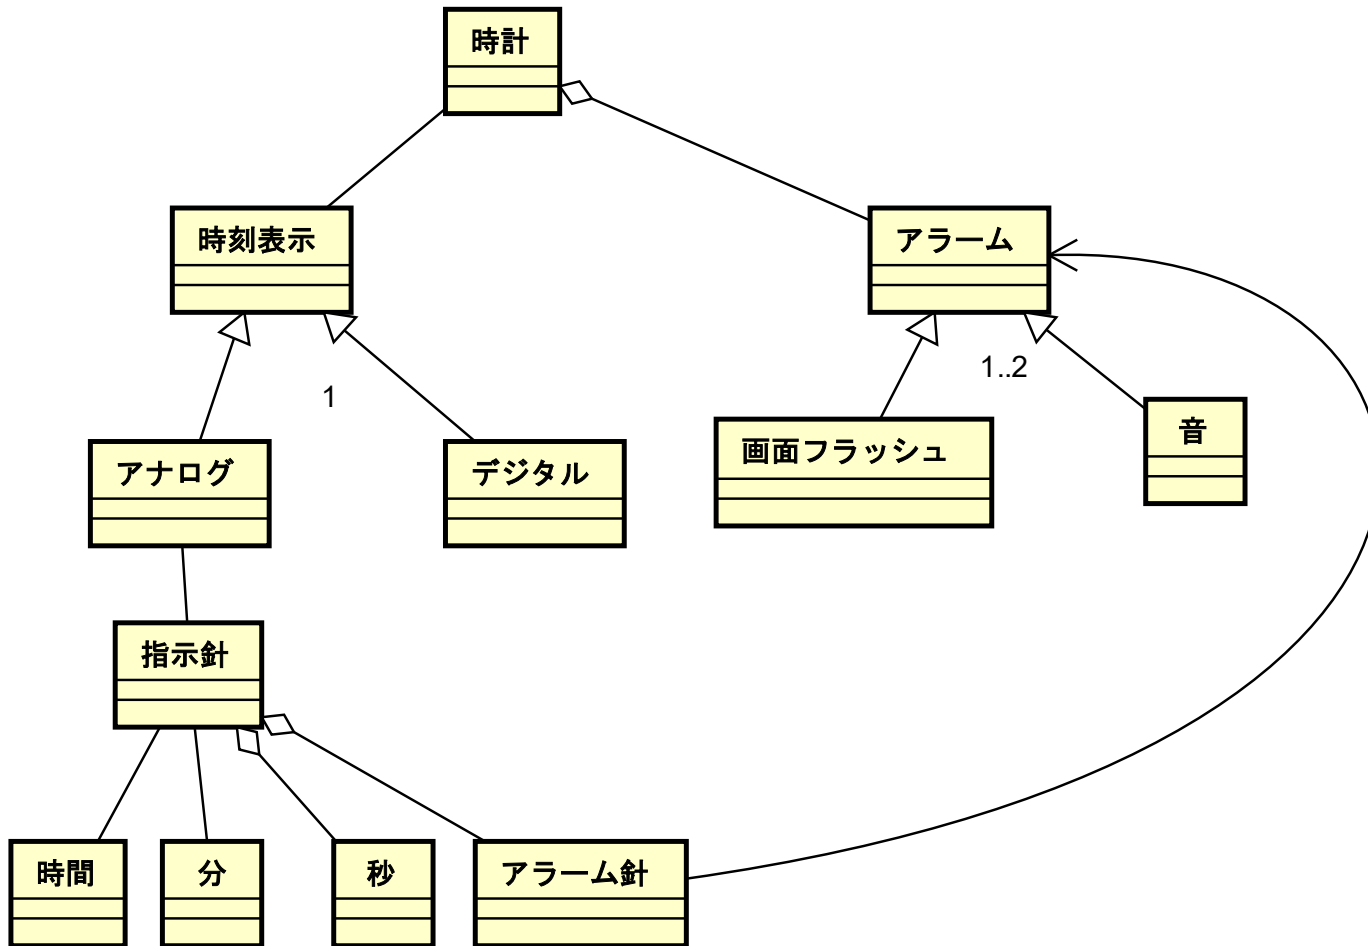 時計
時刻表示
アラーム
1
1..2
アナログ
デジタル
画面フラッシュ
音
指示針
時間
分
秒
アラーム針